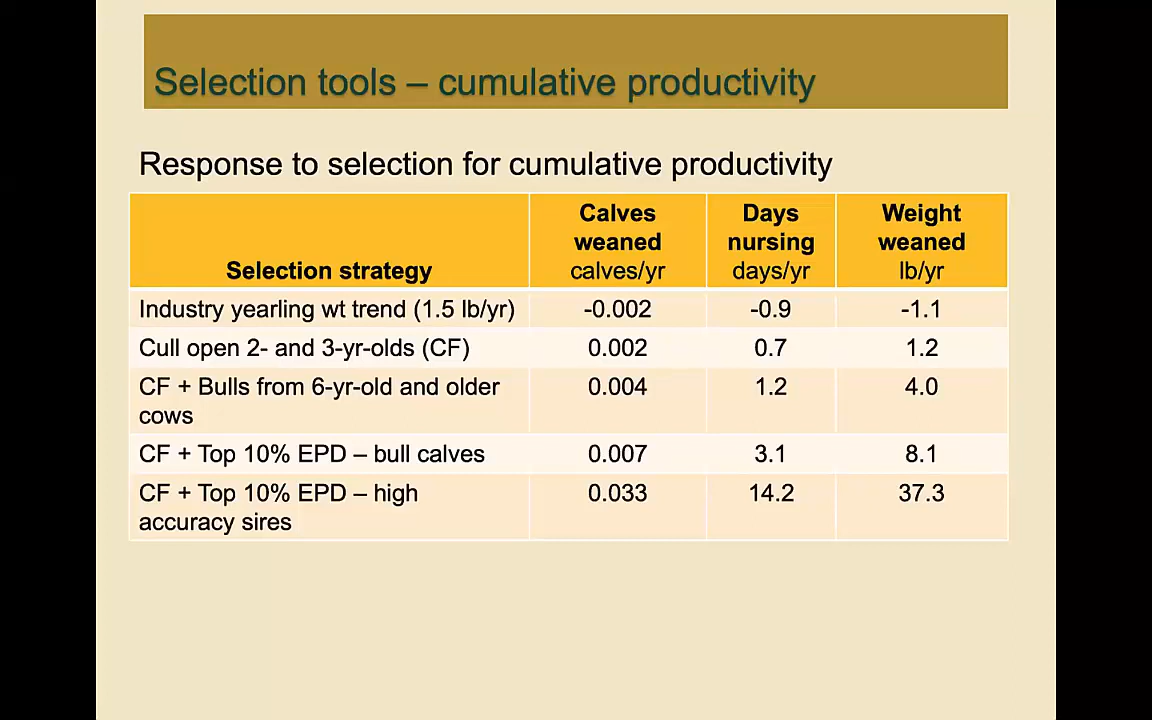 Selection tools – cumulative productivity
Response to selection for cumulative productivity
Selection strategy
Calves weaned calves/yr
Days nursing days/yr
Weight weaned lb/yr
Industry yearling wt trend (1.5 lb/yr) -0.002 -0.9 -1.1
Cull open 2- and 3-yr-olds (CF) 0.002 0.7 1.2
CF + Bulls from 6-yr-old and older 0.004 1.2 4.0
cows
CF + Top 10% EPD – bull calves 0.007 3.1 8.1
CF + Top 10% EPD – high 0.033 14.2 37.3
accuracy sires